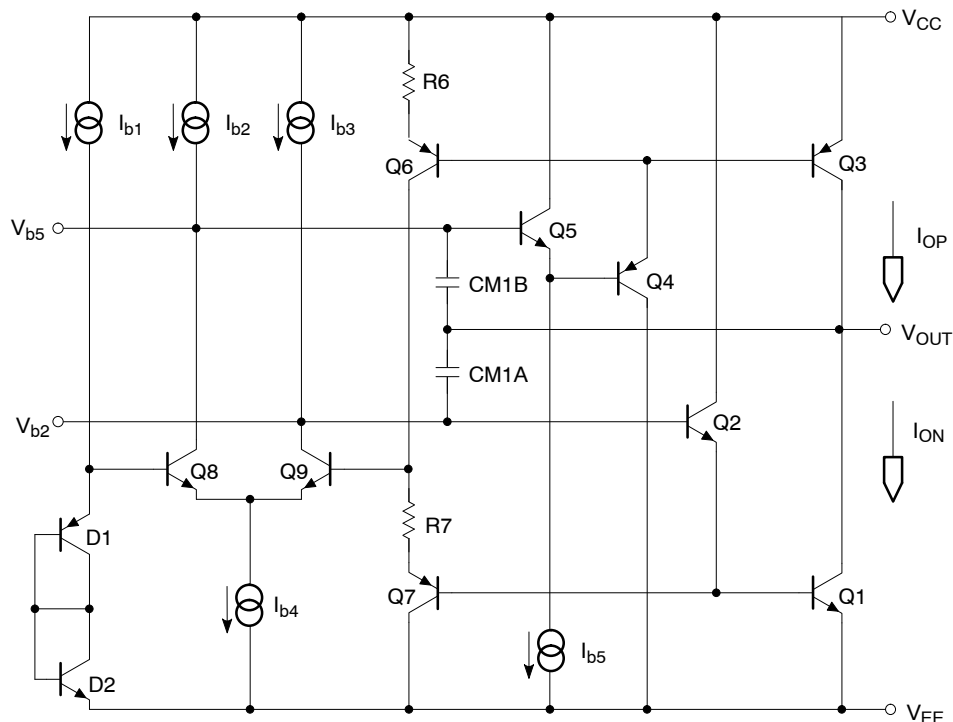 VCC
R6
Ib1
Ib2
Ib3
Q6
Q3
Vb5
Q5
IOP
CM1B
Q4
VOUT
CM1A
Vb2
Q2
ION
Q8
Q9
R7
D1
Q7
Ib4
Q1
Ib5
D2
VEE